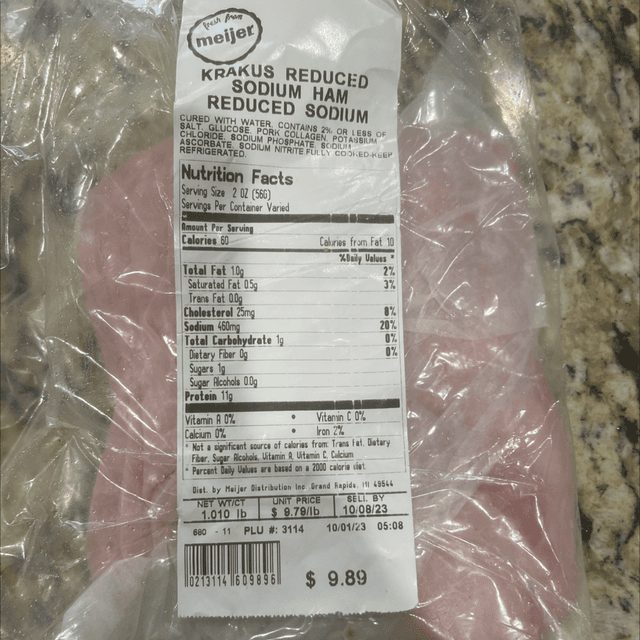 fresh from
meijer
KRAKUS REDUCED
SODIUM HAM
REDUCED SODIUM
CURED WITH WATER, CONTAINS 2% OR LESS OF
SALT, GLUCOSE, PORK COLLAGEN, POTASSIUM
CHLORIDE, SODIUM PHOSPHATE, SODIUM
ASCORBATE, SODIUM NITRITE.FULLY COOKED-KEEP
REFRIGERATED.
Nutrition Facts
Serving Size 2 OZ (56G)
Servings Per Container Varied
Amount Per Serving
Calories 60 Calories from Fat 10
%Daily Values *
Total Fat 1.0g 2%
Saturated Fat 0.5g 3%
Trans Fat 0.0g
Cholesterol 25mg 8%
Sodium 460mg 20%
Total Carbohydrate 1g 0%
Dietary Fiber 0g 0%
Sugars 1g
Sugar Alcohols 0.0g
Protein 11g
Vitamin A 0% • Vitamin C 0%
Calcium 0% • Iron 2%
* Not a significant source of calories from: Trans Fat, Dietary
Fiber, Sugar Alcohols, Vitamin A, Vitamin C, Calcium
* Percent Daily Values are based on a 2000 calorie diet.
Dist. by Meijer Distribution Inc Grand Rapids, MI 49544
NET WT/CT UNIT PRICE SELL BY
1.010 lb $ 9.79/lb 10/08/23
680 - 11 PLU #: 3114 10/01/23 05:08
0213114 609896
$ 9.89